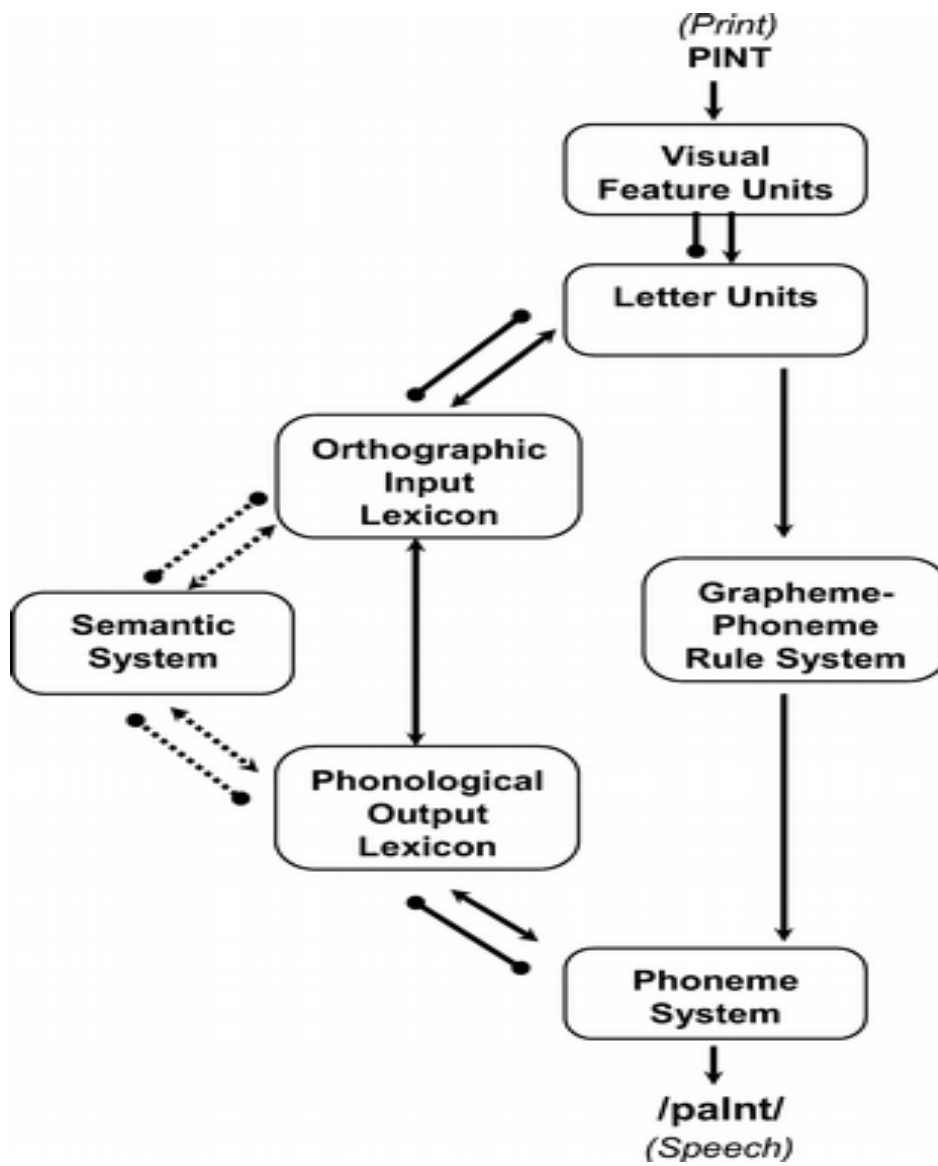 (Print)
PINT
Visual
Feature Units
Letter Units
Orthographic
Input
Lexicon
Semantic
System
Grapheme-
Phoneme
Rule System
Phonological
Output
Lexicon
Phoneme
System
/paInt/
(Speech)